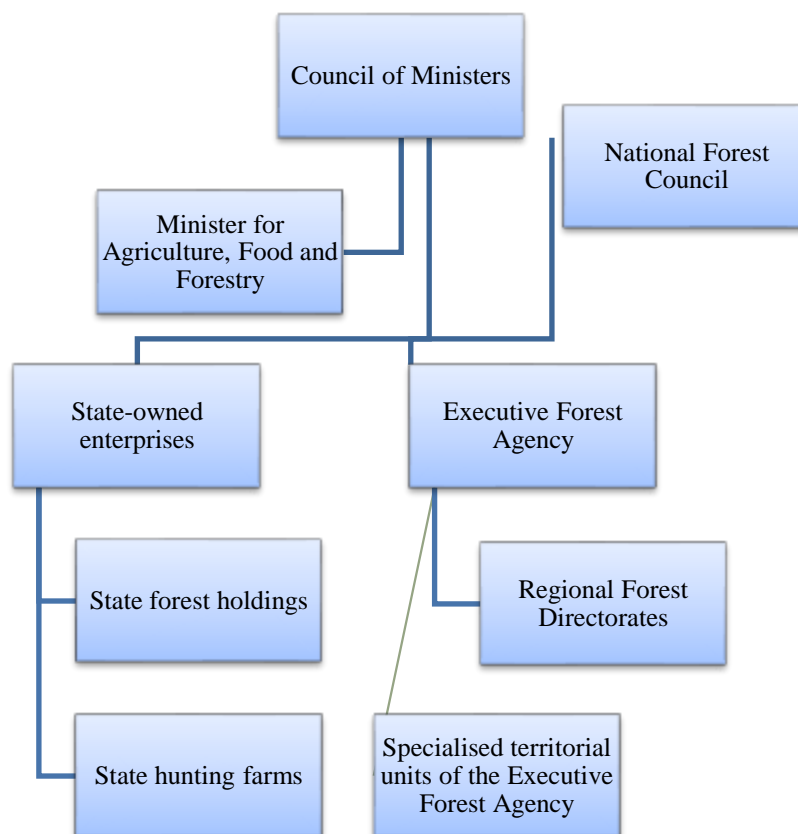 Council of Ministers
National Forest
Council
Minister for
Agriculture, Food and
Forestry
State-owned
enterprises
Executive Forest
Agency
State forest holdings
Regional Forest
Directorates
State hunting farms
Specialised territorial
units of the Executive
Forest Agency